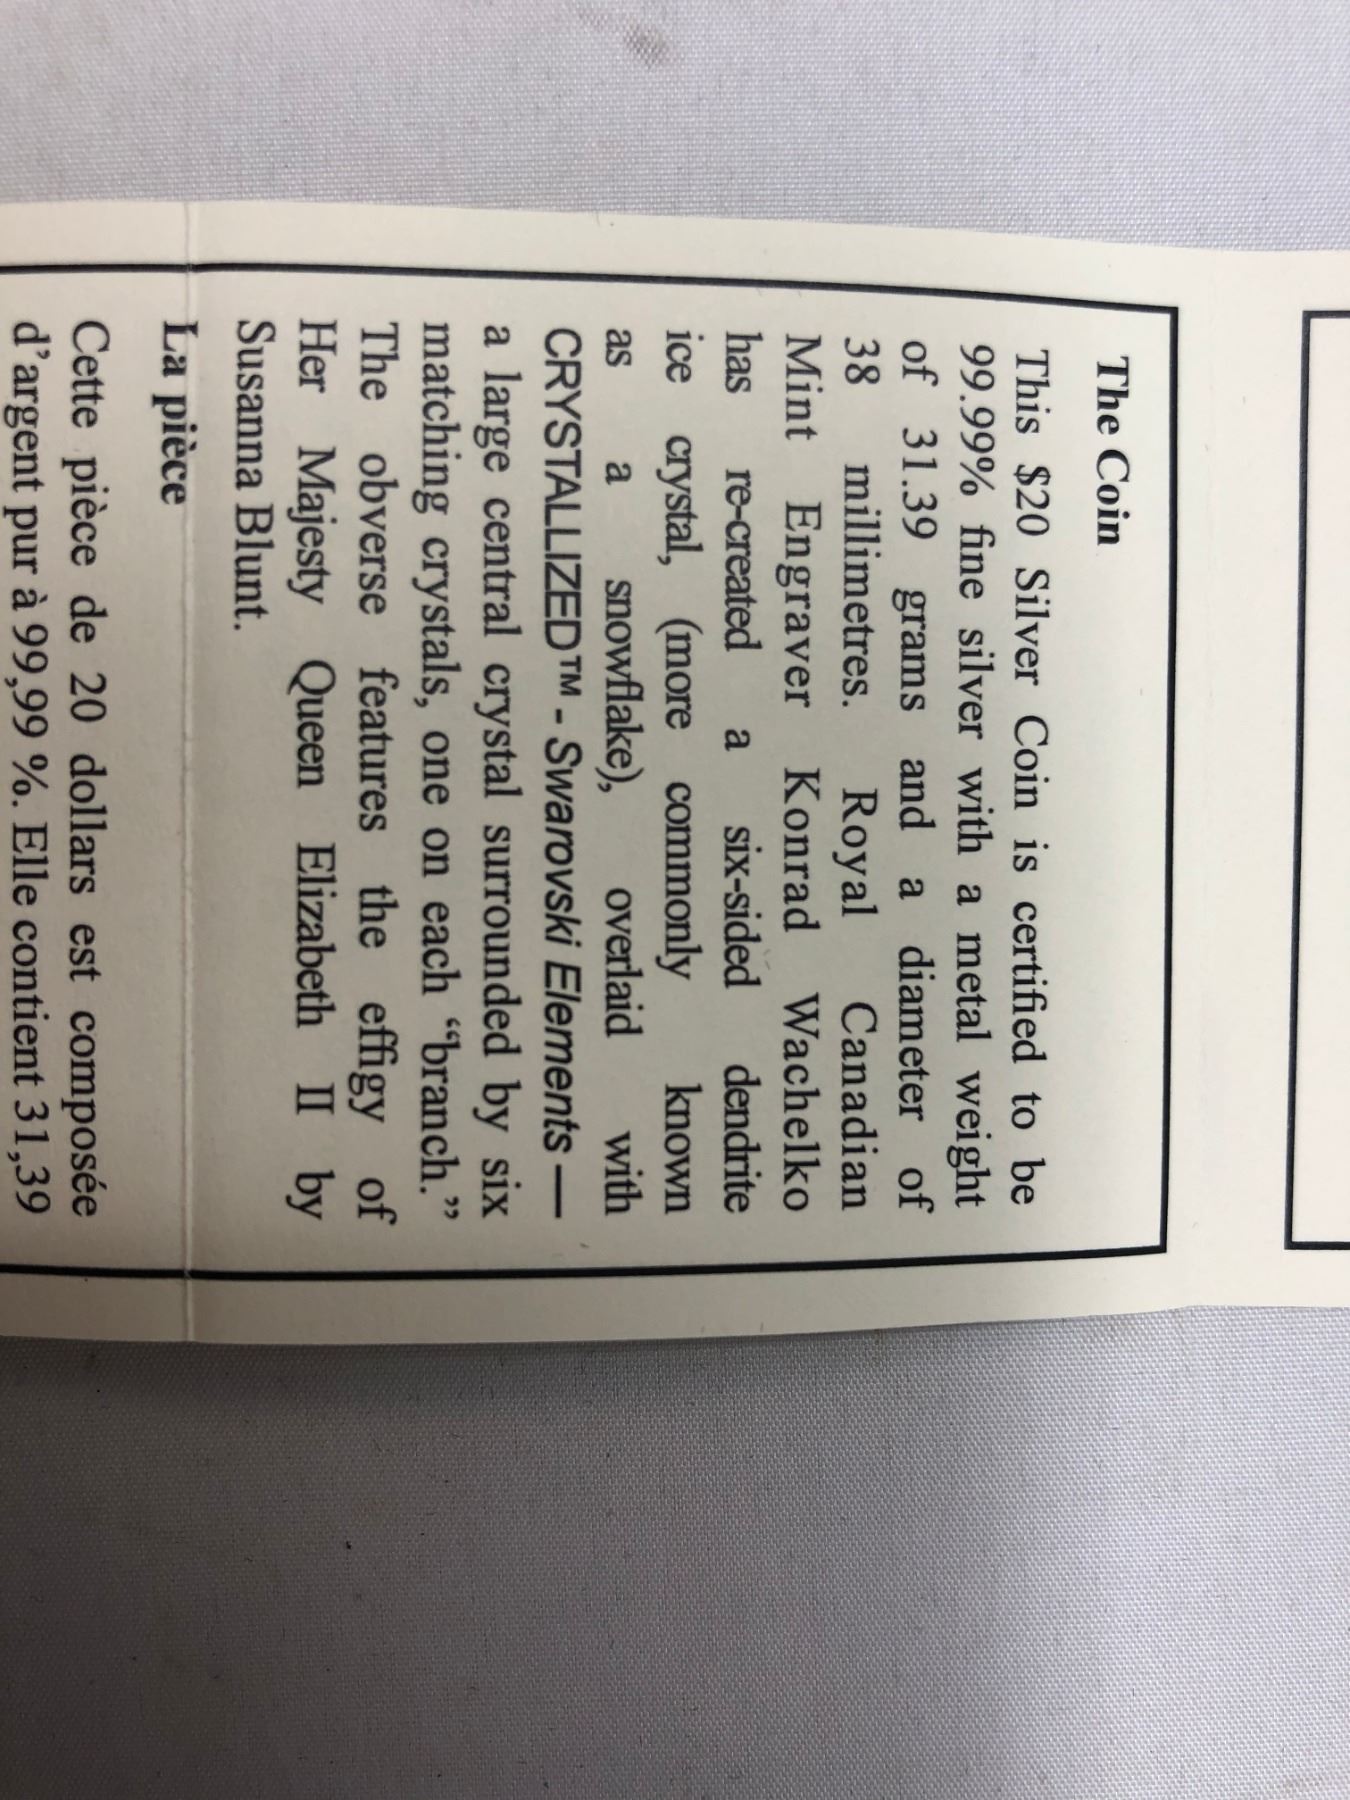 The Coin
This $20 Silver Coin is certified to be
99.99% fine silver with a metal weight
of 31.39 grams and a diameter of
38 millimetres. Royal Canadian
Mint Engraver Konrad Wachelko
has re-created a six-sided dendrite
ice crystal, (more commonly known
as a snowflake), overlaid with
CRYSTALLIZED™ - Swarovski Elements —
a large central crystal surrounded by six
matching crystals, one on each “branch.”
The obverse features the effigy of
Her Majesty Queen Elizabeth II by
Susanna Blunt.
La pièce
Cette pièce de 20 dollars est composée
d’argent pur à 99,99 %. Elle contient 31,39